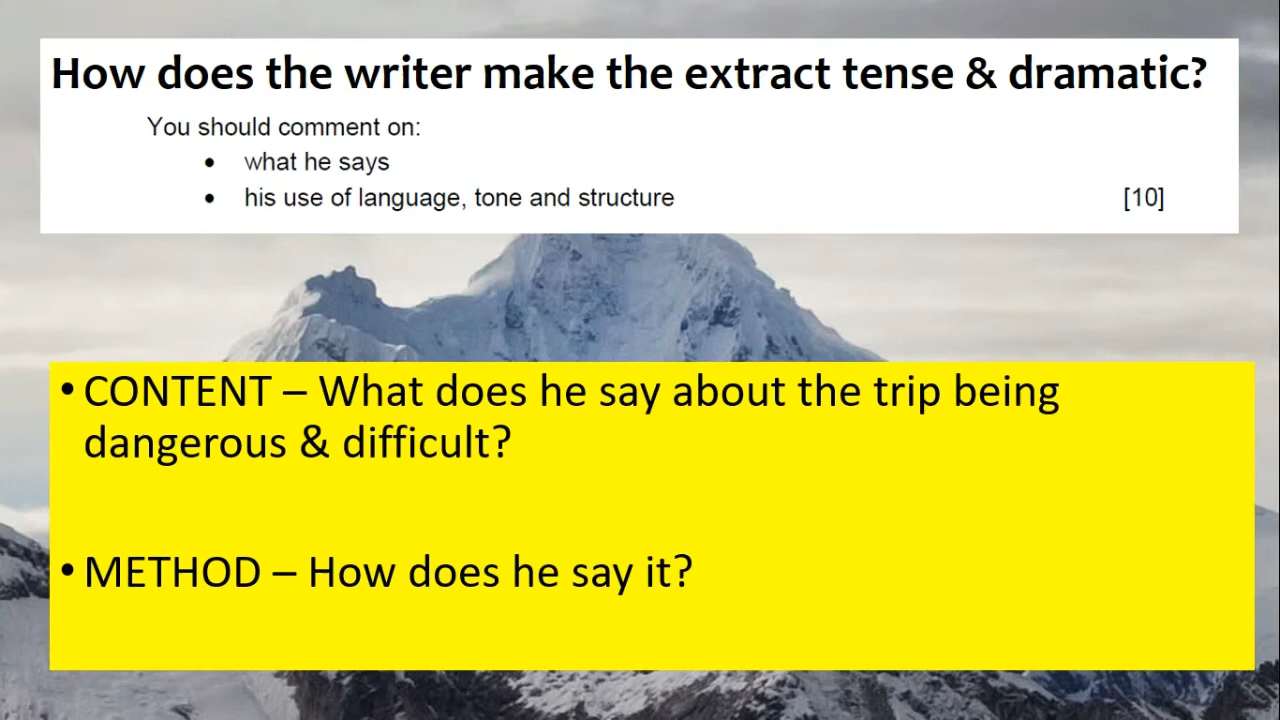 How does the writer make the extract tense & dramatic?
You should comment on:
• what he says
• his use of language, tone and structure [10]
• CONTENT – What does he say about the trip being
dangerous & difficult?
• METHOD – How does he say it?